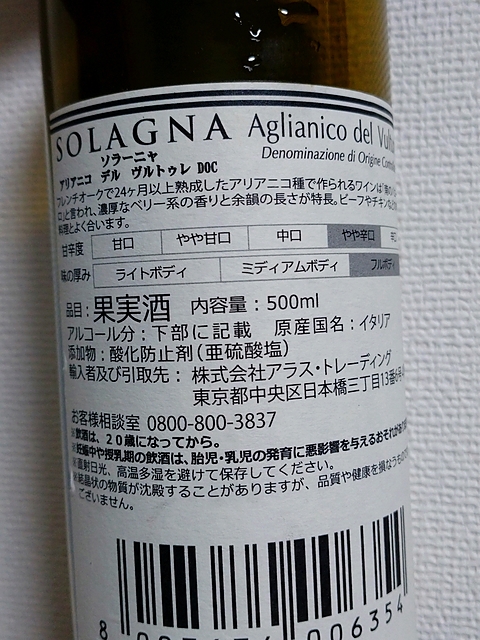 SOLAGNA Aglianico del
ソラーニャ
Denominazione di Origine
アリアニコ デル ヴルトゥレ DOC
フレンチオークで24ヶ月以上熟成したアリアニコ種で作られるワインは
と言われ、濃厚なベリー系の香りと余韻の長さが特長。ビーフやチキン
料理とよく合います。
甘辛度 甘口 やや甘口 中口 やや辛口
味の厚み ライトボディ ミディアムボディ フルボディ
品目：果実酒 内容量：500ml
アルコール分：下部に記載 原産国名：イタリア
添加物：酸化防止剤（亜硫酸塩）
輸入者及び引取先：株式会社アラス・トレーディング
東京都中央区日本橋三丁目13番
お客様相談室 0800-800-3837
※飲酒は、20歳になってから。
※妊娠中や授乳期の飲酒は、胎児・乳児の発育に悪影響を与えるおそれが
※直射日光、高温多湿を避けて保存してください。
※結晶状の物質が沈殿することがありますが、品質や健康を損なうもの
ございません。
8 006354